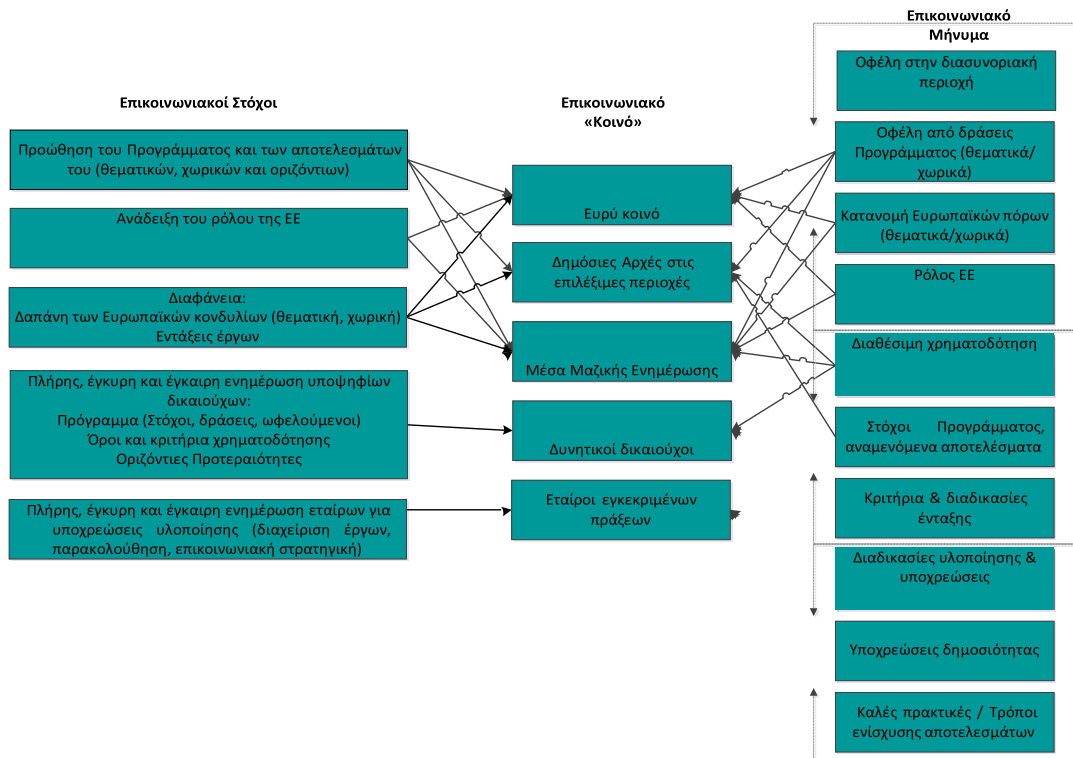 Επικοινωνιακοί Στόχοι
Προώθηση του Προγράμματος και των αποτελεσμάτων
του (θεματικών, χωρικών και οριζόντιων)
Ανάδειξη του ρόλου της ΕΕ
Διαφάνεια:
Δαπάνη των Ευρωπαϊκών κονδυλίων (θεματική, χωρική)
Εντάξεις έργων
Πλήρης, έγκυρη και έγκαιρη ενημέρωση υποψηφίων
δικαιούχων:
Πρόγραμμα (Στόχοι, δράσεις, ωφελούμενοι)
Όροι και κριτήρια χρηματοδότησης
Οριζόντιες Προτεραιότητες
Πλήρης, έγκυρη και έγκαιρη ενημέρωση εταίρων για
υποχρεώσεις υλοποίησης (διαχείριση έργων,
παρακολούθηση, επικοινωνιακή στρατηγική)
Επικοινωνιακό
«Κοινό»
Ευρύ κοινό
Δημόσιες Αρχές στις
επιλέξιμες περιοχές
Μέσα Μαζικής Ενημέρωσης
Δυνητικοί δικαιούχοι
Εταίροι εγκεκριμένων
πράξεων
Επικοινωνιακό
Μήνυμα
Οφέλη στην διασυνοριακή
περιοχή
Οφέλη από δράσεις
Προγράμματος (θεματικά/
χωρικά)
Κατανομή Ευρωπαϊκών πόρων
(θεματικά/χωρικά)
Ρόλος ΕΕ
Διαθέσιμη χρηματοδότηση
Στόχοι Προγράμματος,
αναμενόμενα αποτελέσματα
Κριτήρια & διαδικασίες
ένταξης
Διαδικασίες υλοποίησης &
υποχρεώσεις
Υποχρεώσεις δημοσιότητας
Καλές πρακτικές / Τρόποι
ενίσχυσης αποτελεσμάτων